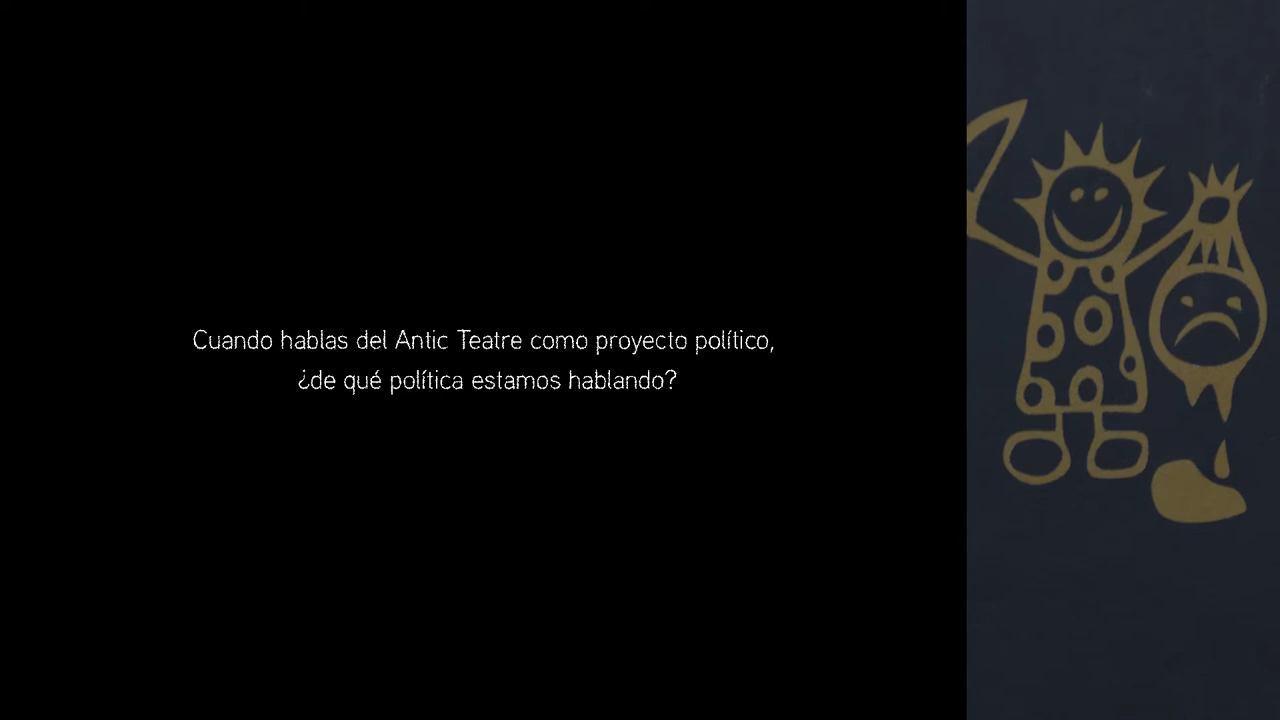 Cuando hablas del Antic Teatre como proyecto político,
¿de qué política estamos hablando?